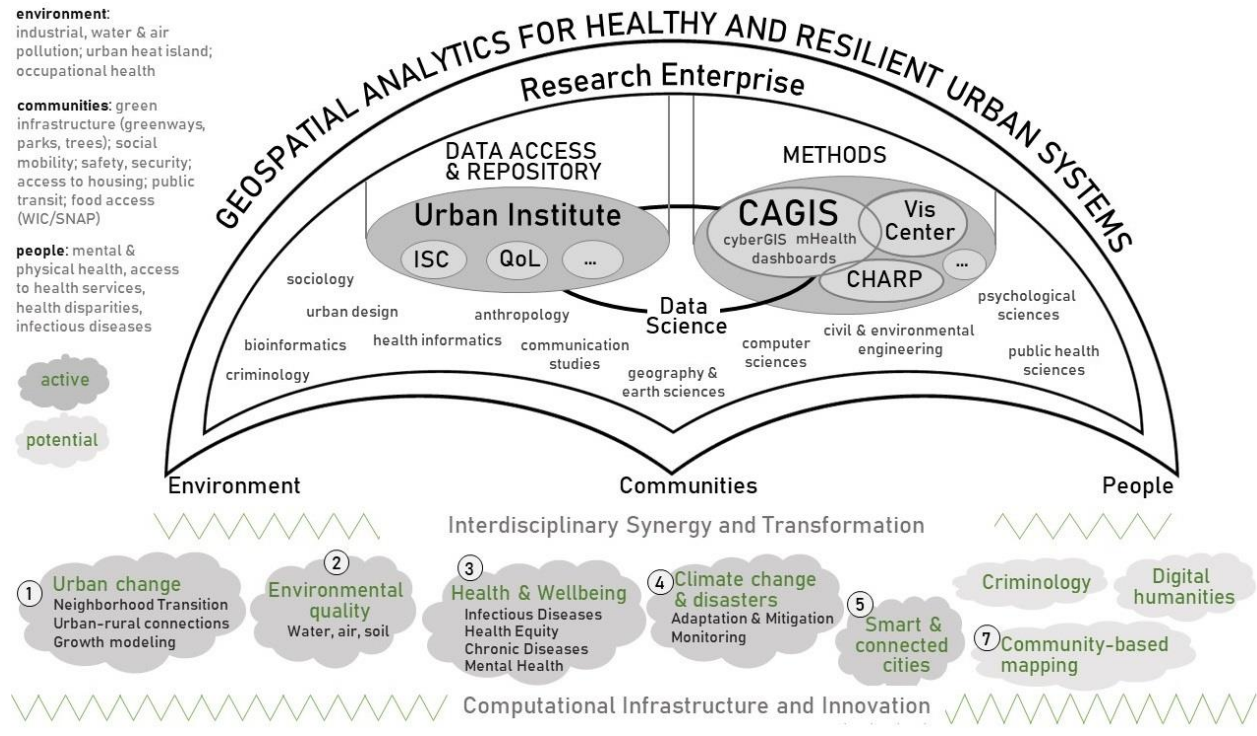 environment:
industrial, water & air
pollution; urban heat island;
occupational health
communities: green
infrastructure (greenways,
parks, trees); social
mobility; safety, security;
access to housing; public
transit; food access
(WIC/SNAP)
people: mental &
physical health, access
to health services,
health disparities,
infectious diseases
active
potential
GEOSPATIAL ANALYTICS FOR HEALTHY AND RESILIENT URBAN SYSTEMS
Research Enterprise
DATA ACCESS
& REPOSITORY
Urban Institute
ISC
QoL
...
METHODS
CAGIS
cyberGIS mHealth
dashboards
Vis
Center
CHARP
...
Data
Science
sociology
urban design
bioinformatics
criminology
health informatics
anthropology
communication
studies
geography &
earth sciences
computer
sciences
civil & environmental
engineering
psychological
sciences
public health
sciences
Environment
Communities
People
Interdisciplinary Synergy and Transformation
1
Urban change
Neighborhood Transition
Urban-rural connections
Growth modeling
2
Environmental
quality
Water, air, soil
3
Health & Wellbeing
Infectious Diseases
Health Equity
Chronic Diseases
Mental Health
4
Climate change
& disasters
Adaptation & Mitigation
Monitoring
5
Smart &
connected
cities
Criminology
Digital
humanities
7
Community-based
mapping
Computational Infrastructure and Innovation